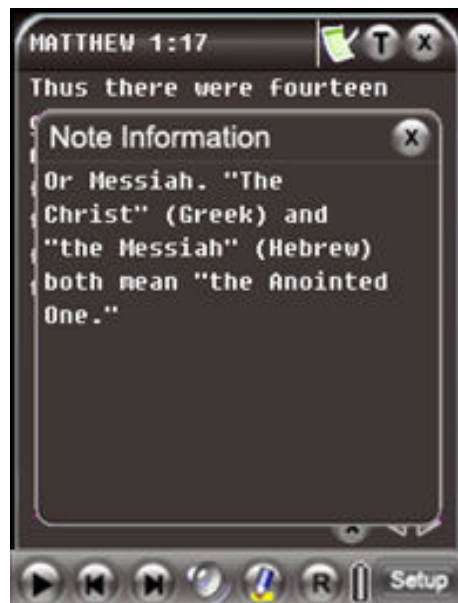 MATTHEW 1:17
T
X
Thus there were fourteen
Note Information
X
Or Messiah. "The
Christ" (Greek) and
"the Messiah" (Hebrew)
both mean "the Anointed
One."
R
Setup